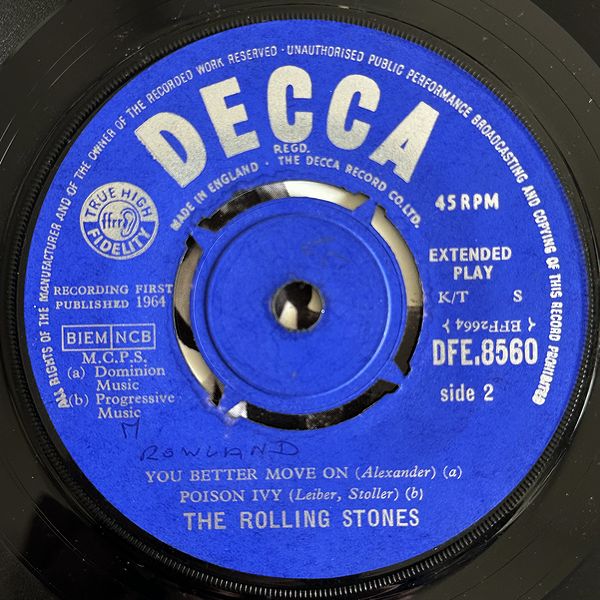 ALL RIGHTS OF THE MANUFACTURER AND OF THE OWNER OF THE RECORDED WORK RESERVED · UNAUTHORISED PUBLIC PERFORMANCE BROADCASTING AND COPYING OF THIS RECORD PROHIBITED
DECCA
REGD.
MADE IN ENGLAND · THE DECCA RECORD CO. LTD.
TRUE HIGH
ffrr
FIDELITY
45 RPM
EXTENDED
PLAY
K/T S
RECORDING FIRST
PUBLISHED 1964
EFF2664
BIEM NCB
DFE.8560
M.C.P.S.
(a) Dominion
Music
(b) Progressive
Music
side 2
M
ROWLAND
YOU BETTER MOVE ON (Alexander) (a)
POISON IVY (Leiber, Stoller) (b)
THE ROLLING STONES